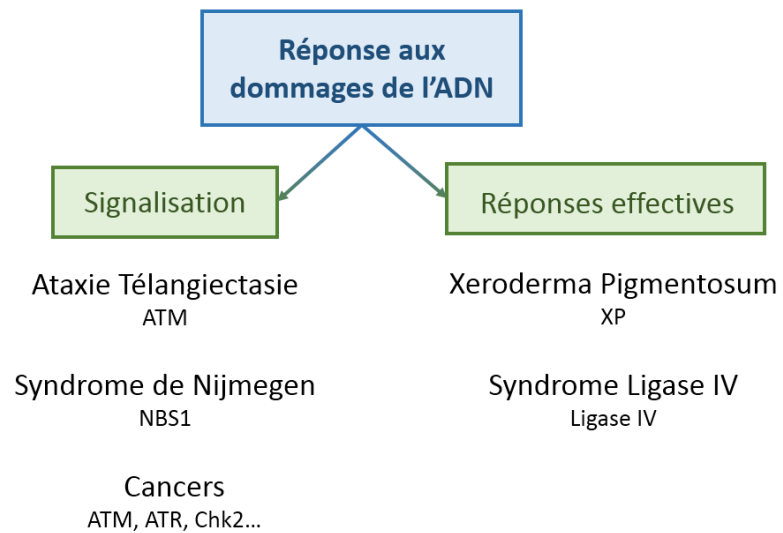 Réponse aux
dommages de l'ADN
Signalisation
Réponses effectives
Ataxie Télangiectasie
ATM
Xeroderma Pigmentosum
XP
Syndrome de Nijmegen
NBS1
Syndrome Ligase IV
Ligase IV
Cancers
ATM, ATR, Chk2...